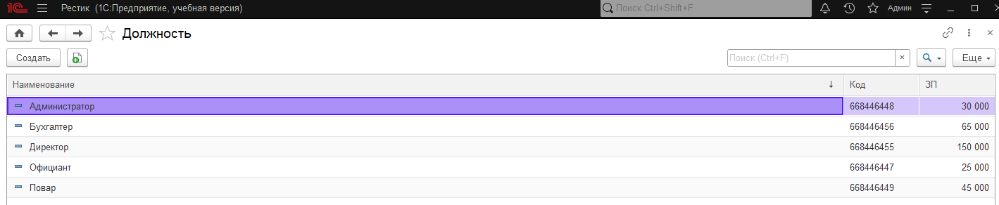 1С Рестик (1С:Предприятие, учебная версия) Поиск Ctrl+Shift+F Админ
Должность
Создать Поиск (Ctrl+F) × Еще
Наименование ↓ Код ЗП
Администратор 668446448 30 000
Бухгалтер 668446456 65 000
Директор 668446455 150 000
Официант 668446447 25 000
Повар 668446449 45 000